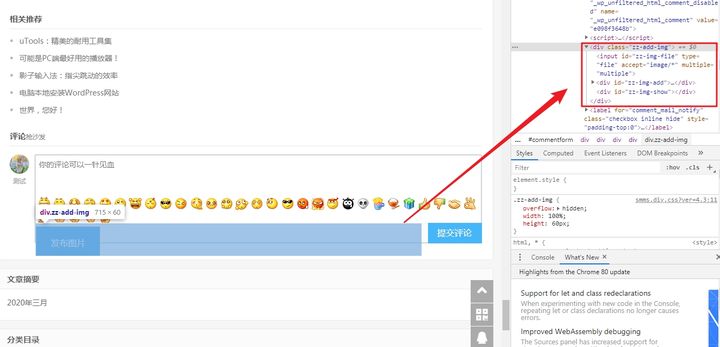 相关推荐
uTools：精美的耐用工具集
可能是PC端最好用的播放器！
影子输入法：指尖跳动的效率
电脑本地安装WordPress网站
世界，您好！
评论抢沙发
你的评论可以一针见血
测试
div.zz-add-img 715×60
发布图片
提交评论
文章摘要
2020年三月
分类目录
_wp_unfiltered_html_comment_disable
d" name=
"_wp_unfiltered_html_comment" value=
"e098f3648b">
<script>…</script>
<div class="zz-add-img"> == $0
<input id="zz-img-file" type=
"file" accept="image/*" multiple=
"multiple">
<div id="zz-img-add">…</div>
<div id="zz-img-show"></div>
</div>
<label for="comment_mail_notify"
class="checkbox inline hide" style=
"padding-top:0">…</label>
… #commentform div div div div.zz-add-img
Styles Computed Event Listeners DOM Breakpoints »
Filter :hov .cls +
element.style {
}
.zz-add-img { smms.div.css?ver=4.3:11
overflow: hidden;
width: 100%;
height: 60px;
}
html, * { <style>
Console What's New ×
Highlights from the Chrome 80 update
Support for let and class redeclarations
When experimenting with new code in the Console,
repeating let or class declarations no longer causes
errors.
Improved WebAssembly debugging
The Sources panel has increased support for